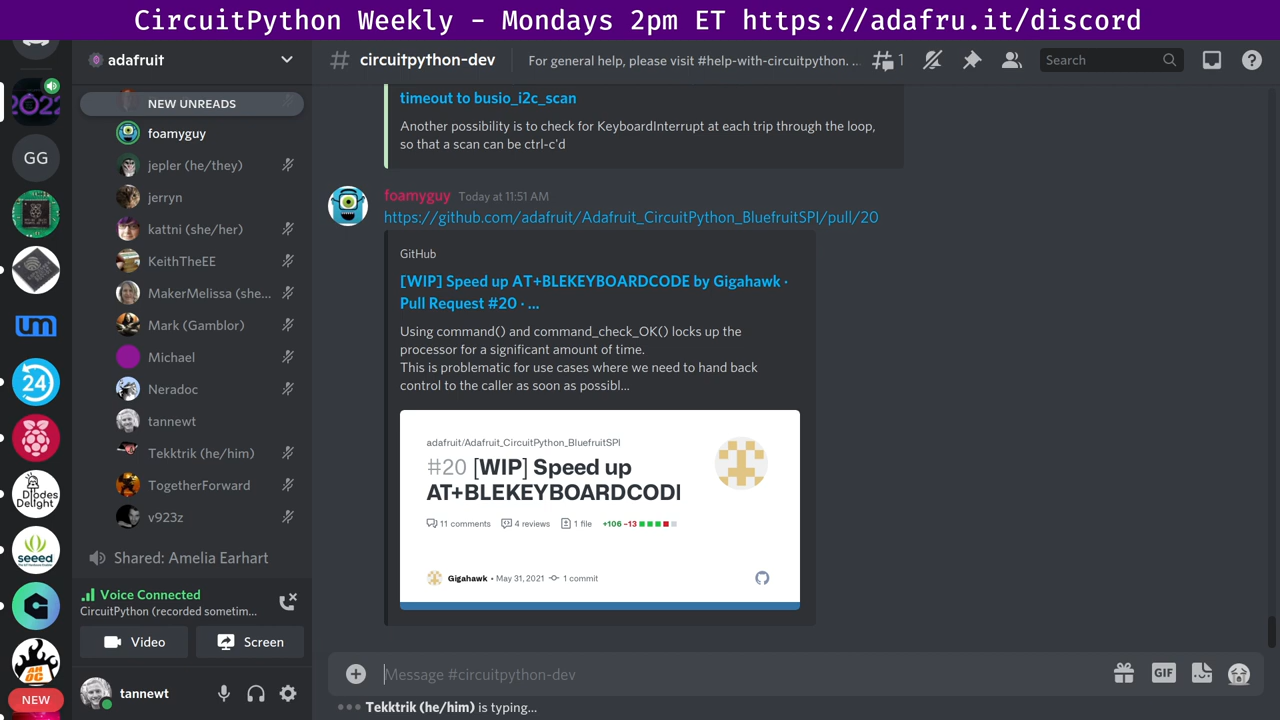 CircuitPython Weekly - Mondays 2pm ET https://adafru.it/discord
adafruit
# circuitpython-dev
For general help, please visit #help-with-circuitpython. ...
1
Search
2022
NEW UNREADS
foamyguy
jepler (he/they)
jerryn
kattni (she/her)
KeithTheEE
MakerMelissa (she...
Mark (Gamblor)
Michael
Neradoc
tannewt
Tekktrik (he/him)
TogetherForward
v923z
Shared: Amelia Earhart
Voice Connected
CircuitPython (recorded sometim...
Video
Screen
tannewt
GG
24
Diodes
Delight
seeed
NEW
timeout to busio_i2c_scan
Another possibility is to check for KeyboardInterrupt at each trip through the loop,
so that a scan can be ctrl-c'd
foamyguy Today at 11:51 AM
https://github.com/adafruit/Adafruit_CircuitPython_BluefruitSPI/pull/20
GitHub
[WIP] Speed up AT+BLEKEYBOARDCODE by Gigahawk ·
Pull Request #20 · ...
Using command() and command_check_OK() locks up the
processor for a significant amount of time.
This is problematic for use cases where we need to hand back
control to the caller as soon as possibl...
adafruit/Adafruit_CircuitPython_BluefruitSPI
#20 [WIP] Speed up
AT+BLEKEYBOARDCODI
11 comments 4 reviews 1 file +106 -13
Gigahawk • May 31, 2021 1 commit
Message #circuitpython-dev
GIF
Tekktrik (he/him) is typing...